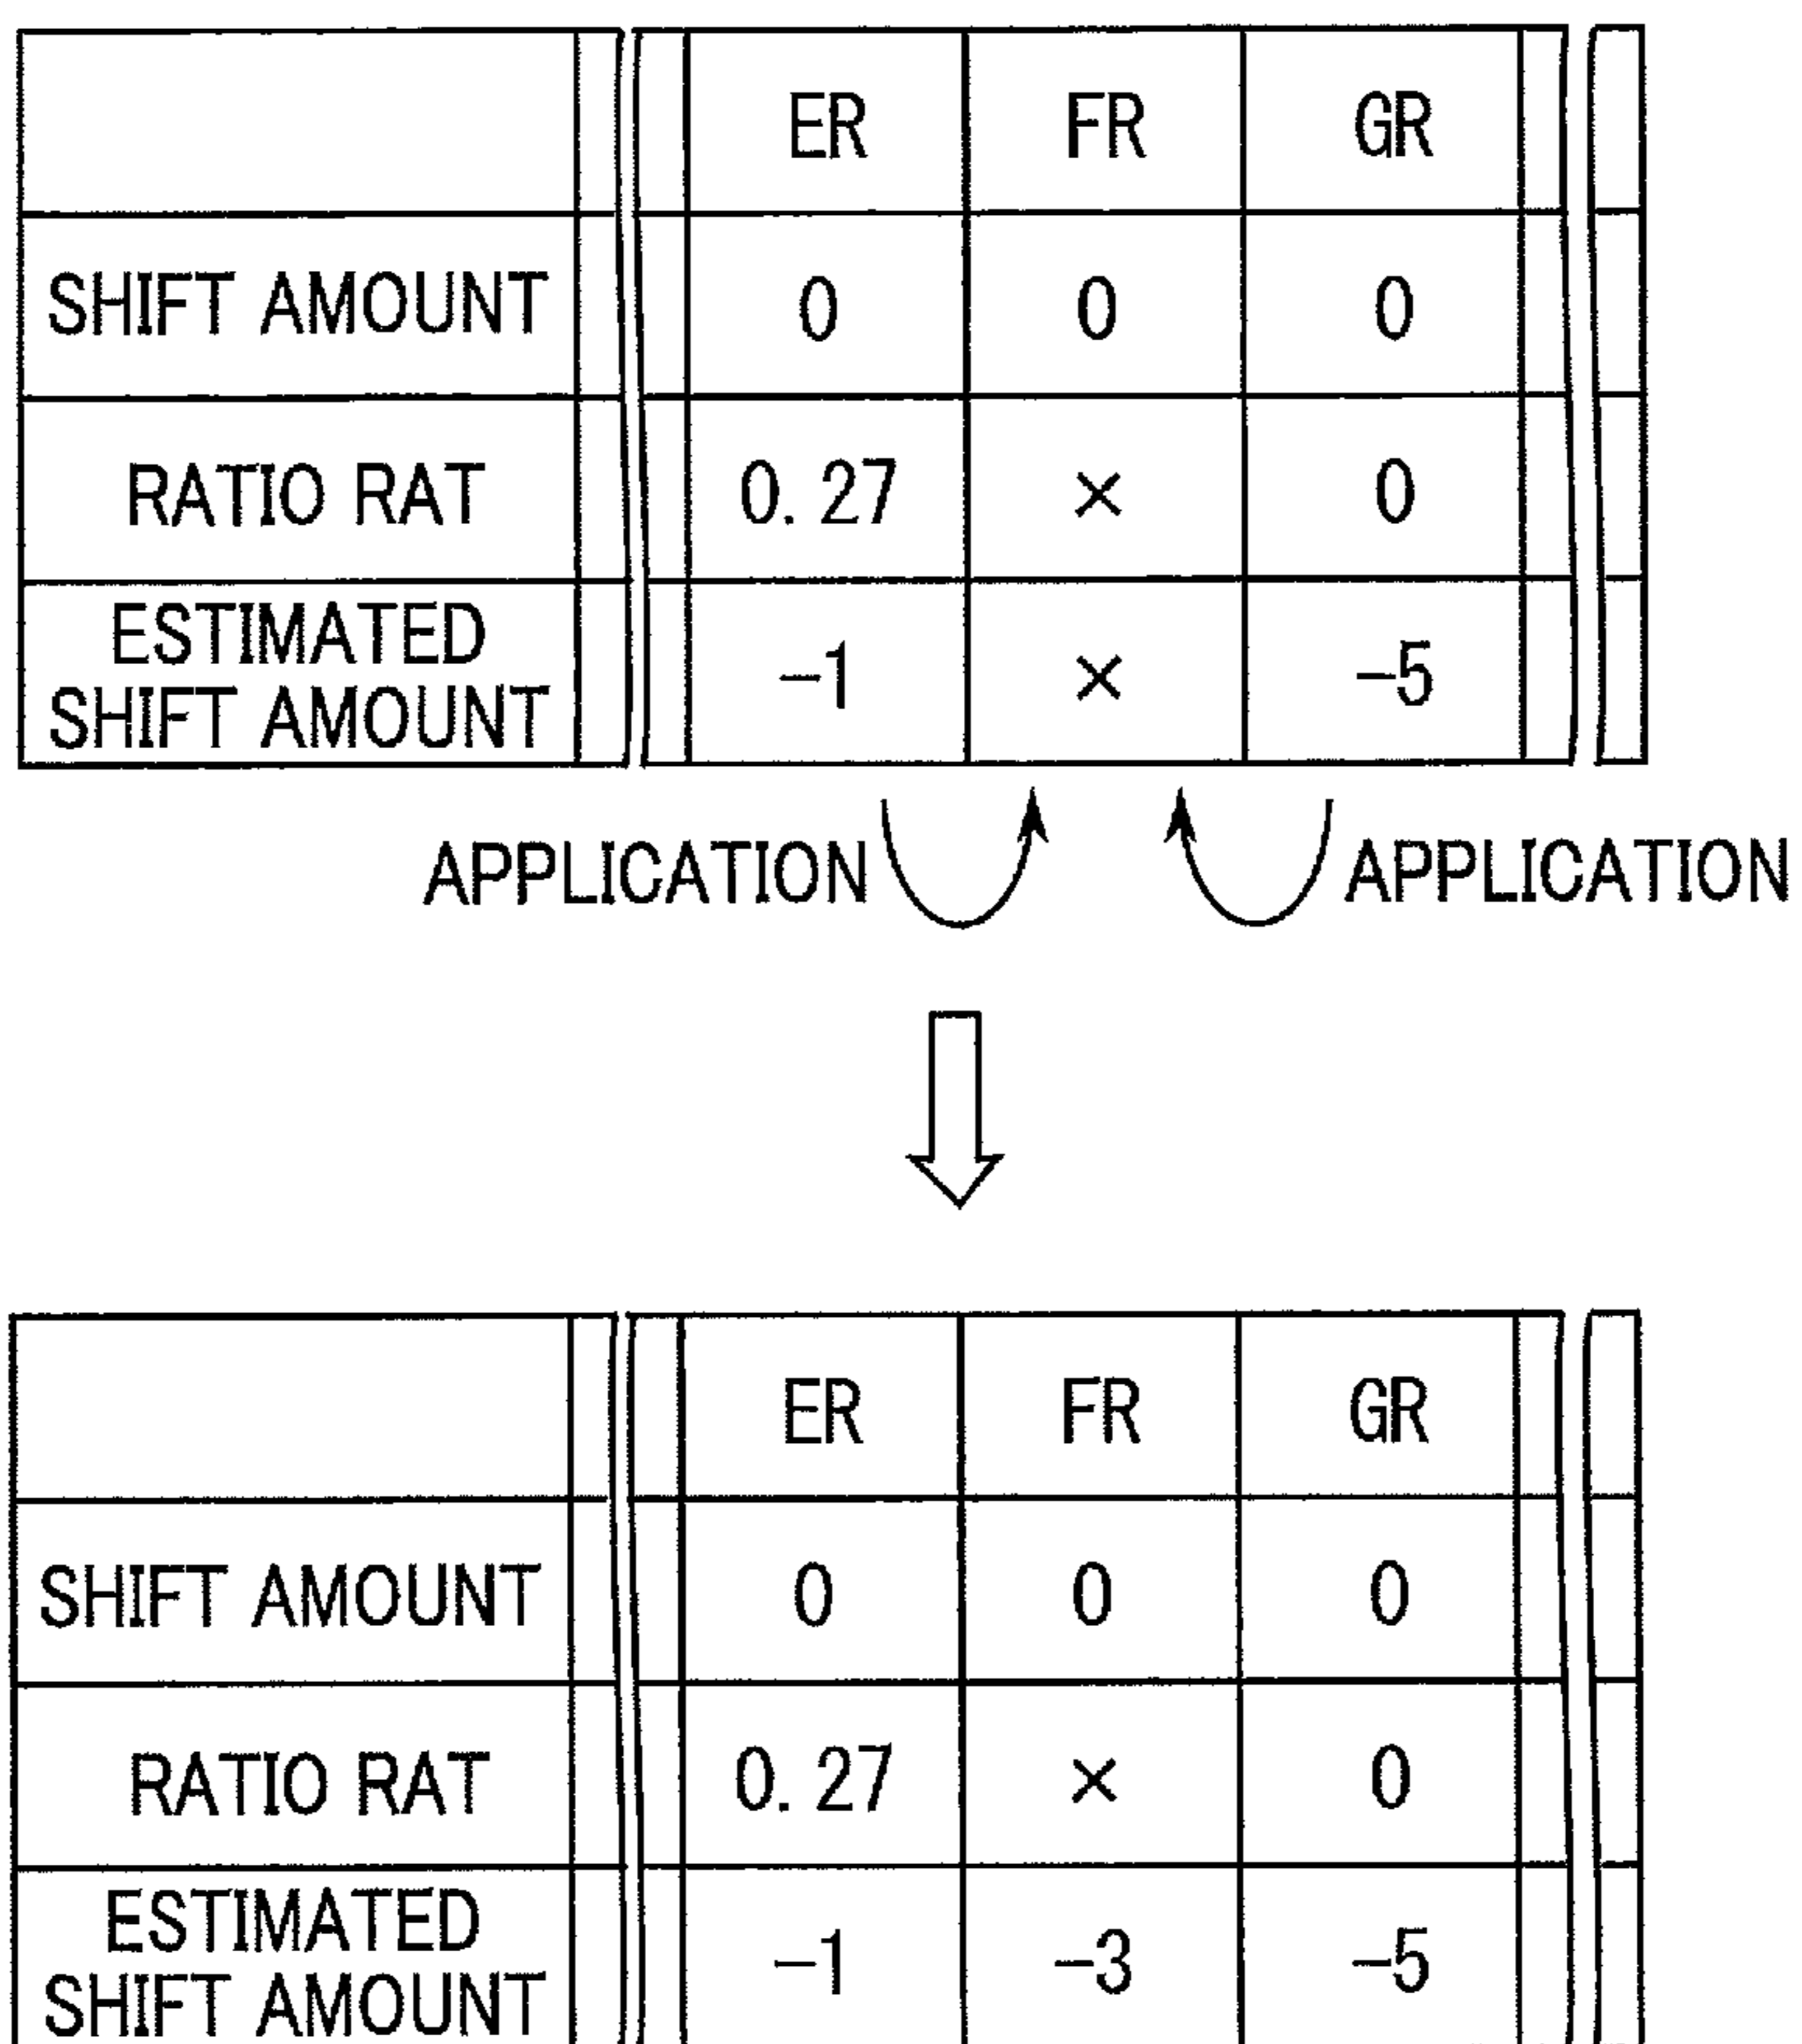 ER FR GR
SHIFT AMOUNT 0 0 0
RATIO RAT 0. 27 × 0
ESTIMATED
SHIFT AMOUNT -1 × -5
APPLICATION APPLICATION
ER FR GR
SHIFT AMOUNT 0 0 0
RATIO RAT 0. 27 × 0
ESTIMATED
SHIFT AMOUNT -1 -3 -5